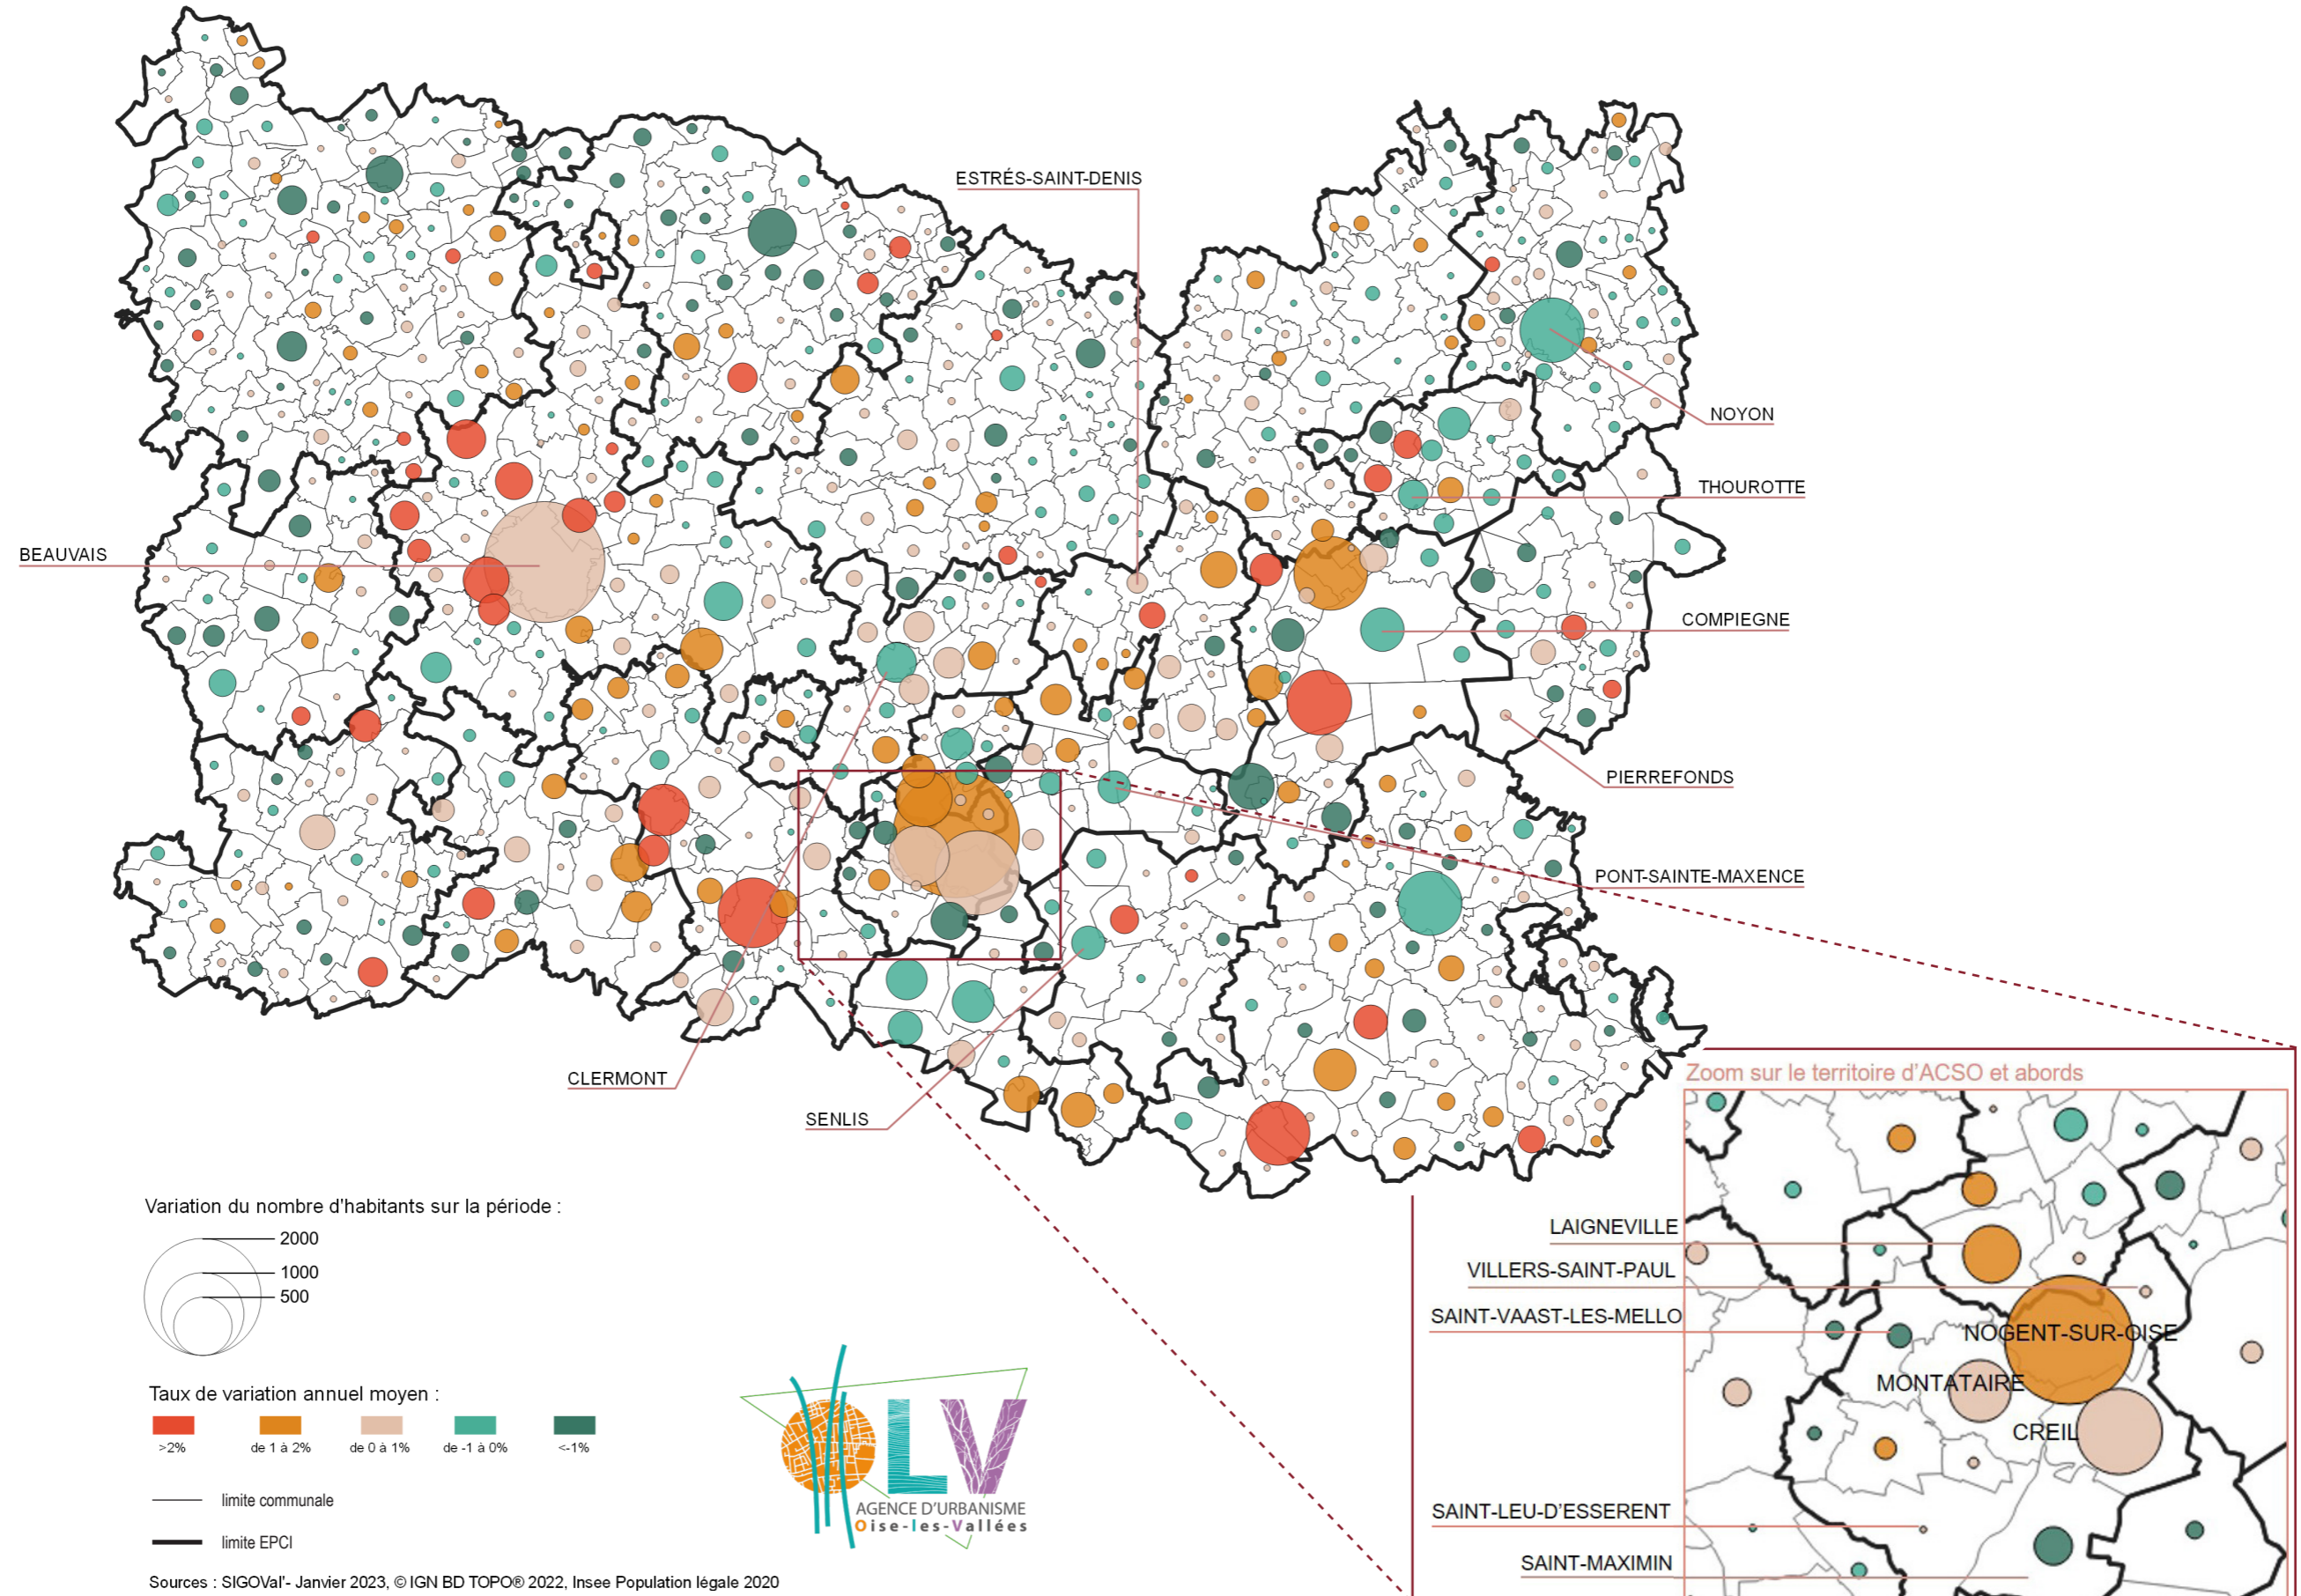 ESTRÉS-SAINT-DENIS
NOYON
THOUROTTE
BEAUVAIS
COMPIEGNE
PIERREFONDS
PONT-SAINTE-MAXENCE
CLERMONT
SENLIS
Zoom sur le territoire d'ACSO et abords
LAIGNEVILLE
VILLERS-SAINT-PAUL
SAINT-VAAST-LES-MELLO
NOGENT-SUR-OISE
MONTATAIRE
CREIL
SAINT-LEU-D'ESSERENT
SAINT-MAXIMIN
Variation du nombre d'habitants sur la période :
2000
1000
500
Taux de variation annuel moyen :
>2% de 1 à 2% de 0 à 1% de -1 à 0% <-1%
limite communale
limite EPCI
OLV
AGENCE D'URBANISME
Oise-les-Vallées
Sources : SIGOVal'- Janvier 2023, © IGN BD TOPO® 2022, Insee Population légale 2020